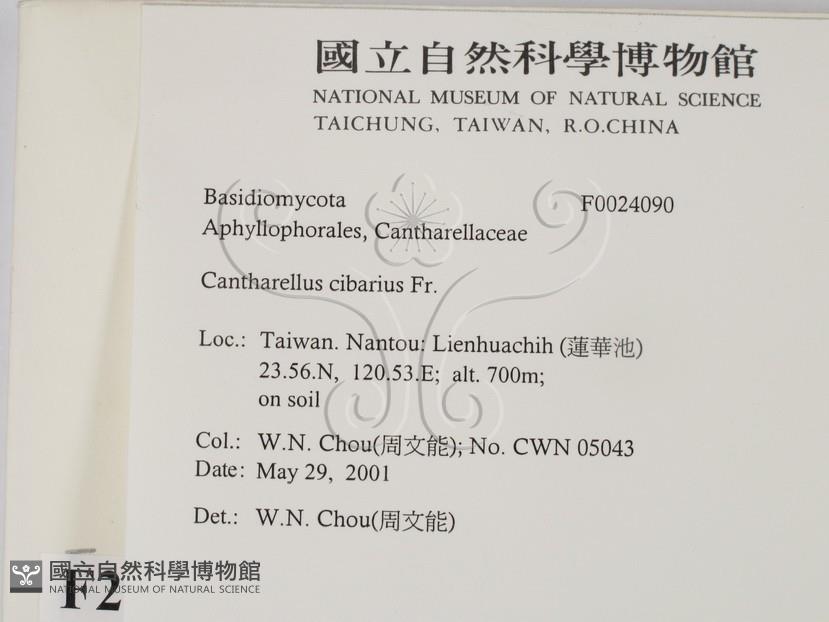 國立自然科學博物館
NATIONAL MUSEUM OF NATURAL SCIENCE
TAICHUNG, TAIWAN, R.O.CHINA
Basidiomycota F0024090
Aphyllophorales, Cantharellaceae
Cantharellus cibarius Fr.
Loc.: Taiwan. Nantou: Lienhuachih (蓮華池)
23.56.N, 120.53.E; alt. 700m;
on soil
Col.: W.N. Chou(周文能); No. CWN 05043
Date: May 29, 2001
Det.: W.N. Chou(周文能)
國立自然科學博物館
NATIONAL MUSEUM OF NATURAL SCIENCE
F2